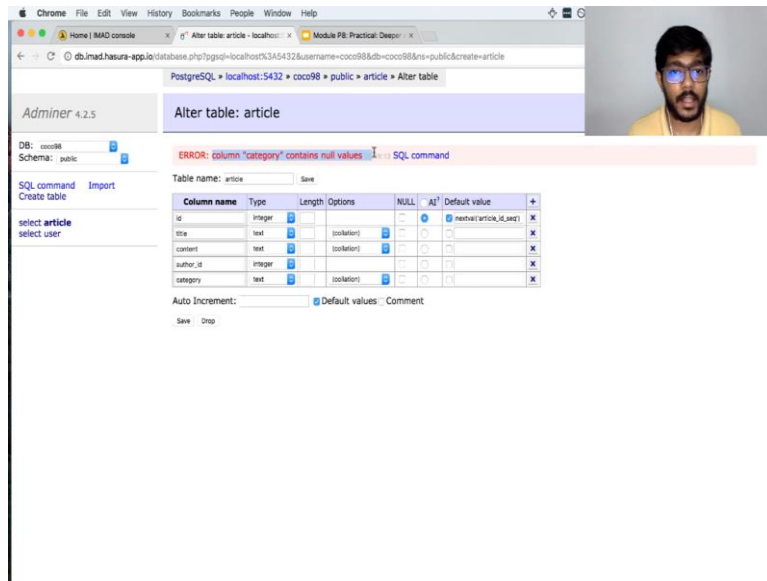 Chrome File Edit View History Bookmarks People Window Help
Home | IMAD console
Alter table: article - localhost:
Module P8: Practical: Deeper
db.imad.hasura-app.io/database.php?pgsql=localhost%3A5432&username=coco98&db=coco98&ns=public&create=article
PostgreSQL » localhost:5432 » coco98 » public » article » Alter table
Adminer 4.2.5
Alter table: article
DB: coco98
Schema: public
ERROR: column "category" contains null values SQL command
Table name: article Save
SQL command Import
Create table
select article
select user
Column name Type Length Options NULL AI? Default value +
id integer nextval('article_id_seq') x
title text (collation) x
content text (collation) x
author_id integer x
category text (collation) x
Auto Increment: Default values Comment
Save Drop